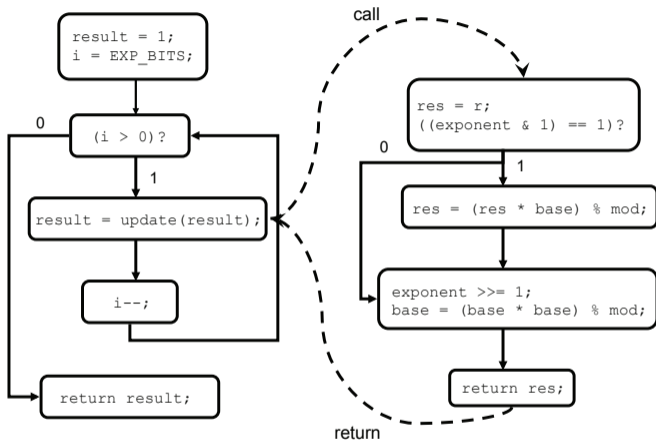 call
result = 1;
i = EXP_BITS;
0
(i > 0)?
1
result = update(result);
i--;
return result;
res = r;
((exponent & 1) == 1)?
0
1
res = (res * base) % mod;
exponent >>= 1;
base = (base * base) % mod;
return res;
return